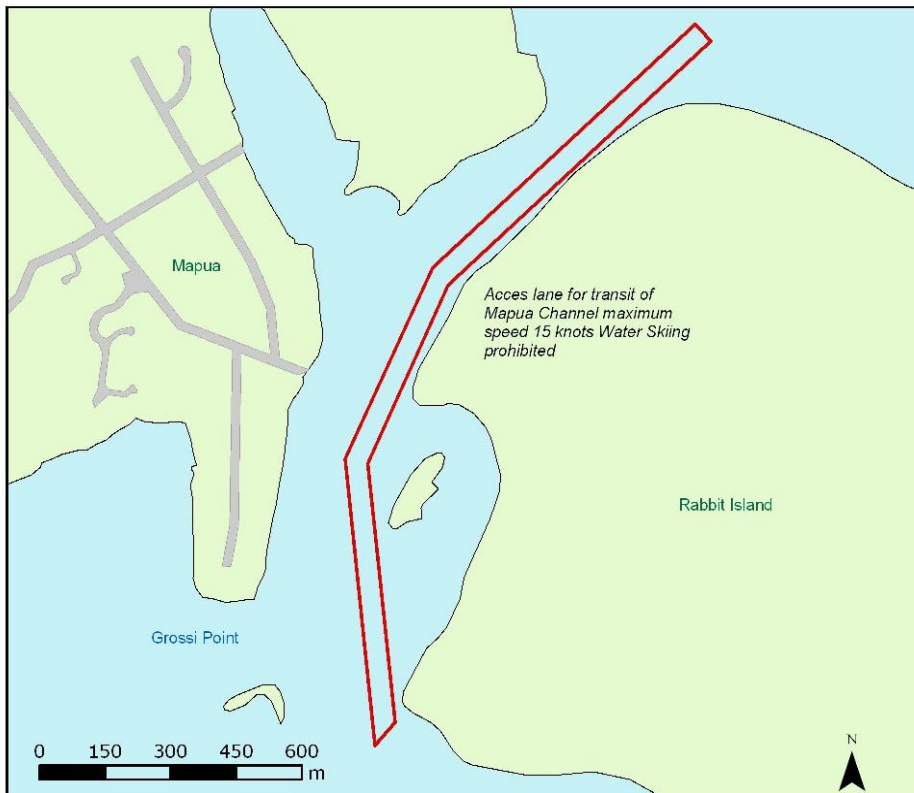 Mapua
Acces lane for transit of
Mapua Channel maximum
speed 15 knots Water Skiing
prohibited
Rabbit Island
Grossi Point
0 150 300 450 600
m
N